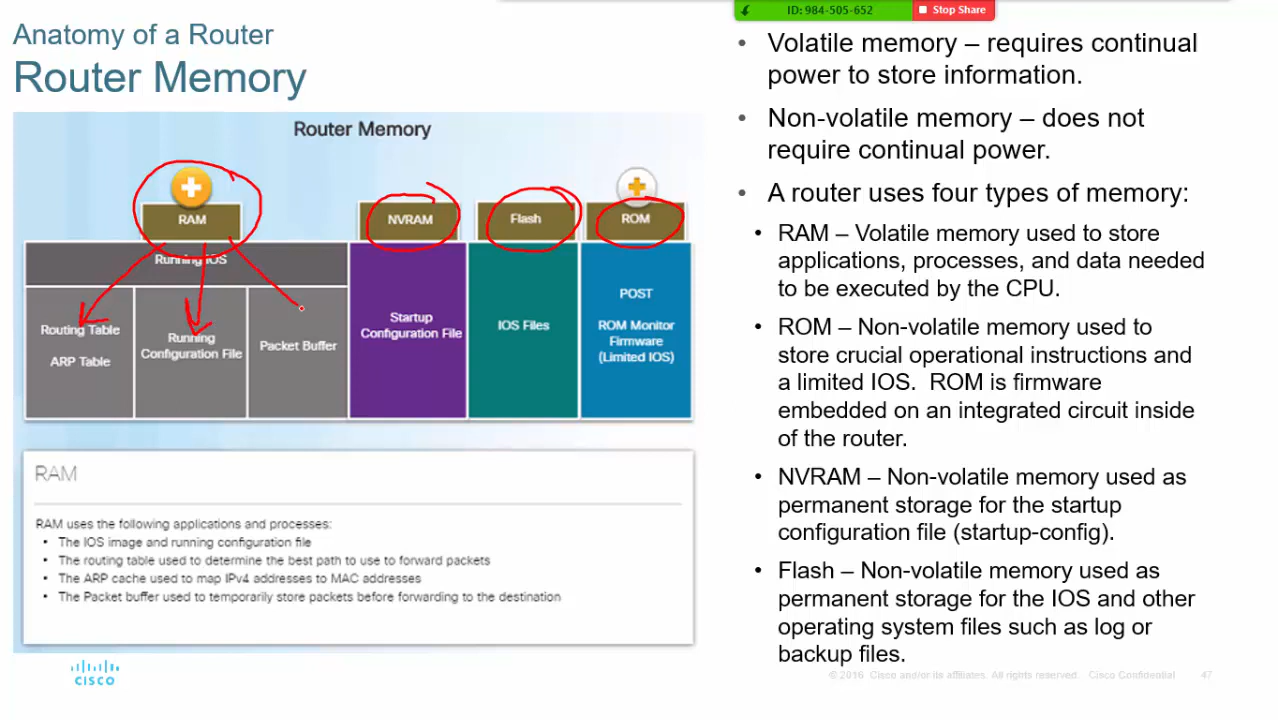 ID: 984-505-652
Stop Share
Anatomy of a Router
Router Memory
Router Memory
RAM
NVRAM
Flash
ROM
Running IOS
Routing Table
ARP Table
Running
Configuration File
Packet Buffer
Startup
Configuration File
IOS Files
POST
ROM Monitor
Firmware
(Limited IOS)
RAM
RAM uses the following applications and processes:
• The IOS image and running configuration file
• The routing table used to determine the best path to use to forward packets
• The ARP cache used to map IPv4 addresses to MAC addresses
• The Packet buffer used to temporarily store packets before forwarding to the destination
• Volatile memory – requires continual
power to store information.
• Non-volatile memory – does not
require continual power.
• A router uses four types of memory:
• RAM – Volatile memory used to store
applications, processes, and data needed
to be executed by the CPU.
• ROM – Non-volatile memory used to
store crucial operational instructions and
a limited IOS. ROM is firmware
embedded on an integrated circuit inside
of the router.
• NVRAM – Non-volatile memory used as
permanent storage for the startup
configuration file (startup-config).
• Flash – Non-volatile memory used as
permanent storage for the IOS and other
operating system files such as log or
backup files.
CISCO
© 2016 Cisco and/or its affiliates. All rights reserved. Cisco Confidential 47